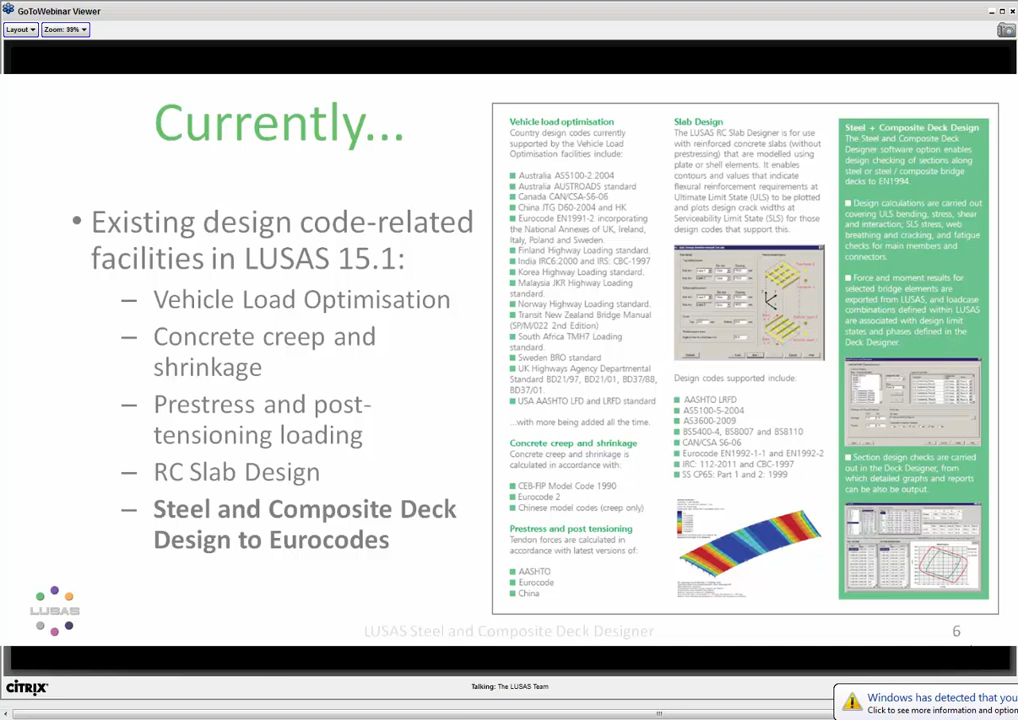 GoToWebinar Viewer
Layout
Zoom: 39%
Currently...
• Existing design code-related
facilities in LUSAS 15.1:
– Vehicle Load Optimisation
– Concrete creep and
shrinkage
– Prestress and post-
tensioning loading
– RC Slab Design
– Steel and Composite Deck
Design to Eurocodes
Vehicle load optimisation
Country design codes currently
supported by the Vehicle Load
Optimisation facilities include:
Australia AS5100-2 2004
Australia AUSTROADS standard
Canada CAN/CSA-S6-06
China JTG D60-2004 and HK
Eurocode EN1991-2 incorporating
the National Annexes of UK, Ireland,
Italy, Poland and Sweden.
Finland Highway Loading standard.
India IRC6:2000 and IRS: CBC-1997
Korea Highway Loading standard.
Malaysia JKR Highway Loading
standard.
Norway Highway Loading standard.
Transit New Zealand Bridge Manual
(SP/M/022 2nd Edition)
South Africa TMH7 Loading
standard.
Sweden BRO standard
UK Highways Agency Departmental
Standard BD21/97, BD21/01, BD37/88,
BD37/01.
USA AASHTO LFD and LRFD standard
...with more being added all the time.
Concrete creep and shrinkage
Concrete creep and shrinkage is
calculated in accordance with:
CEB-FIP Model Code 1990
Eurocode 2
Chinese model codes (creep only)
Prestress and post tensioning
Tendon forces are calculated in
accordance with latest versions of:
AASHTO
Eurocode
China
Slab Design
The LUSAS RC Slab Designer is for use
with reinforced concrete slabs (without
prestressing) that are modelled using
plate or shell elements. It enables
contours and values that indicate
flexural reinforcement requirements at
Ultimate Limit State (ULS) to be plotted
and plots design crack widths at
Serviceability Limit State (SLS) for those
design codes that support this.
Design codes supported include:
AASHTO LRFD
AS5100-5-2004
AS3600-2009
BS5400-4, BS8007 and BS8110
CAN/CSA S6-06
Eurocode EN1992-1-1 and EN1992-2
IRC: 112-2011 and CBC-1997
SS CP65: Part 1 and 2: 1999
Steel + Composite Deck Design
The Steel and Composite Deck
Designer software option enables
design checking of sections along
steel or steel / composite bridge
decks to EN1994.
Design calculations are carried out
covering ULS bending, stress, shear
and interaction, SLS stress, web
breathing and cracking, and fatigue
checks for main members and
connectors.
Force and moment results for
selected bridge elements are
exported from LUSAS, and loadcase
combinations defined within LUSAS
are associated with design limit
states and phases defined in the
Deck Designer.
Section design checks are carried
out in the Deck Designer, from
which detailed graphs and reports
can be also be output.
LUSAS
LUSAS Steel and Composite Deck Designer
6
CITRIX
Talking: The LUSAS Team
Windows has detected that you
Click to see more information and option